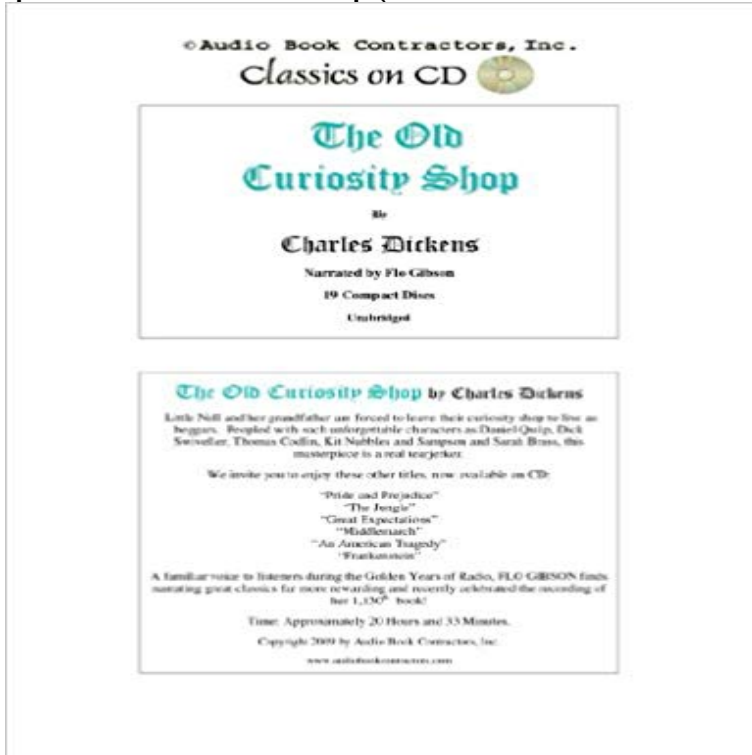 ©Audio Book Contractors, Inc.
Classics on CD
The Old
Curiosity Shop
By
Charles Dickens
Narrated by Flo Gibson
19 Compact Discs
Unabridged
The Old Curiosity Shop by Charles Dickens
Little Nell and her grandfather are forced to leave their curiosity shop to live as
beggars. Peopled with such unforgettable characters as Daniel Quilp, Dick
Swiveller, Thomas Codlin, Kit Nubbles and Sampson and Sarah Brass, this
masterpiece is a real tearjerker.
We invite you to enjoy these other titles, now available on CD:
"Pride and Prejudice"
"The Jungle"
"Great Expectations"
"Middlemarch"
"An American Tragedy"
"Frankenstein"
A familiar voice to listeners during the Golden Years of Radio, FLO GIBSON finds
narrating great classics far more rewarding and recently celebrated the recording of
her 1,130th book!
Time: Approximately 20 Hours and 33 Minutes.
Copyright 2009 by Audio Book Contractors, Inc.
www.audiobookcontractors.com